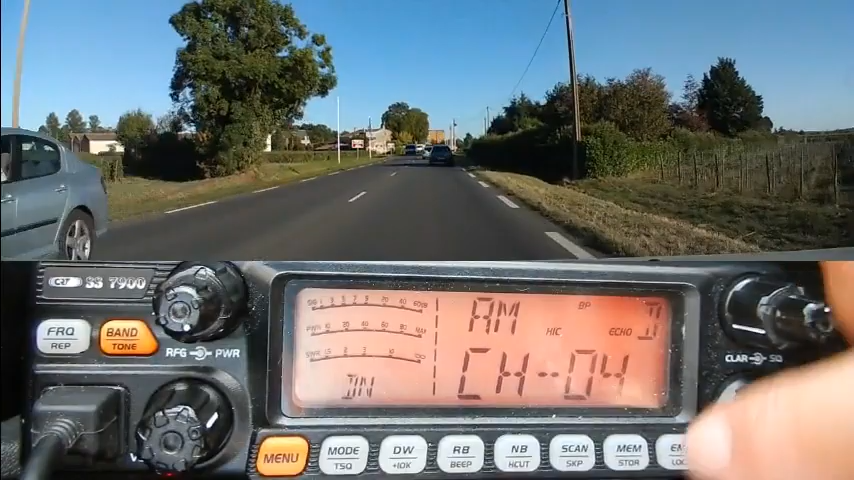 CRT SS 7900
FRQ
REP
BAND
TONE
RFG
PWR
MENU
AM
BP
HIC
ECHO
CH-04
DW
MODE
TSQ
DW
+10K
RB
BEEP
NB
HCUT
SCAN
SKP
MEM
STOR
CLAR
SQ